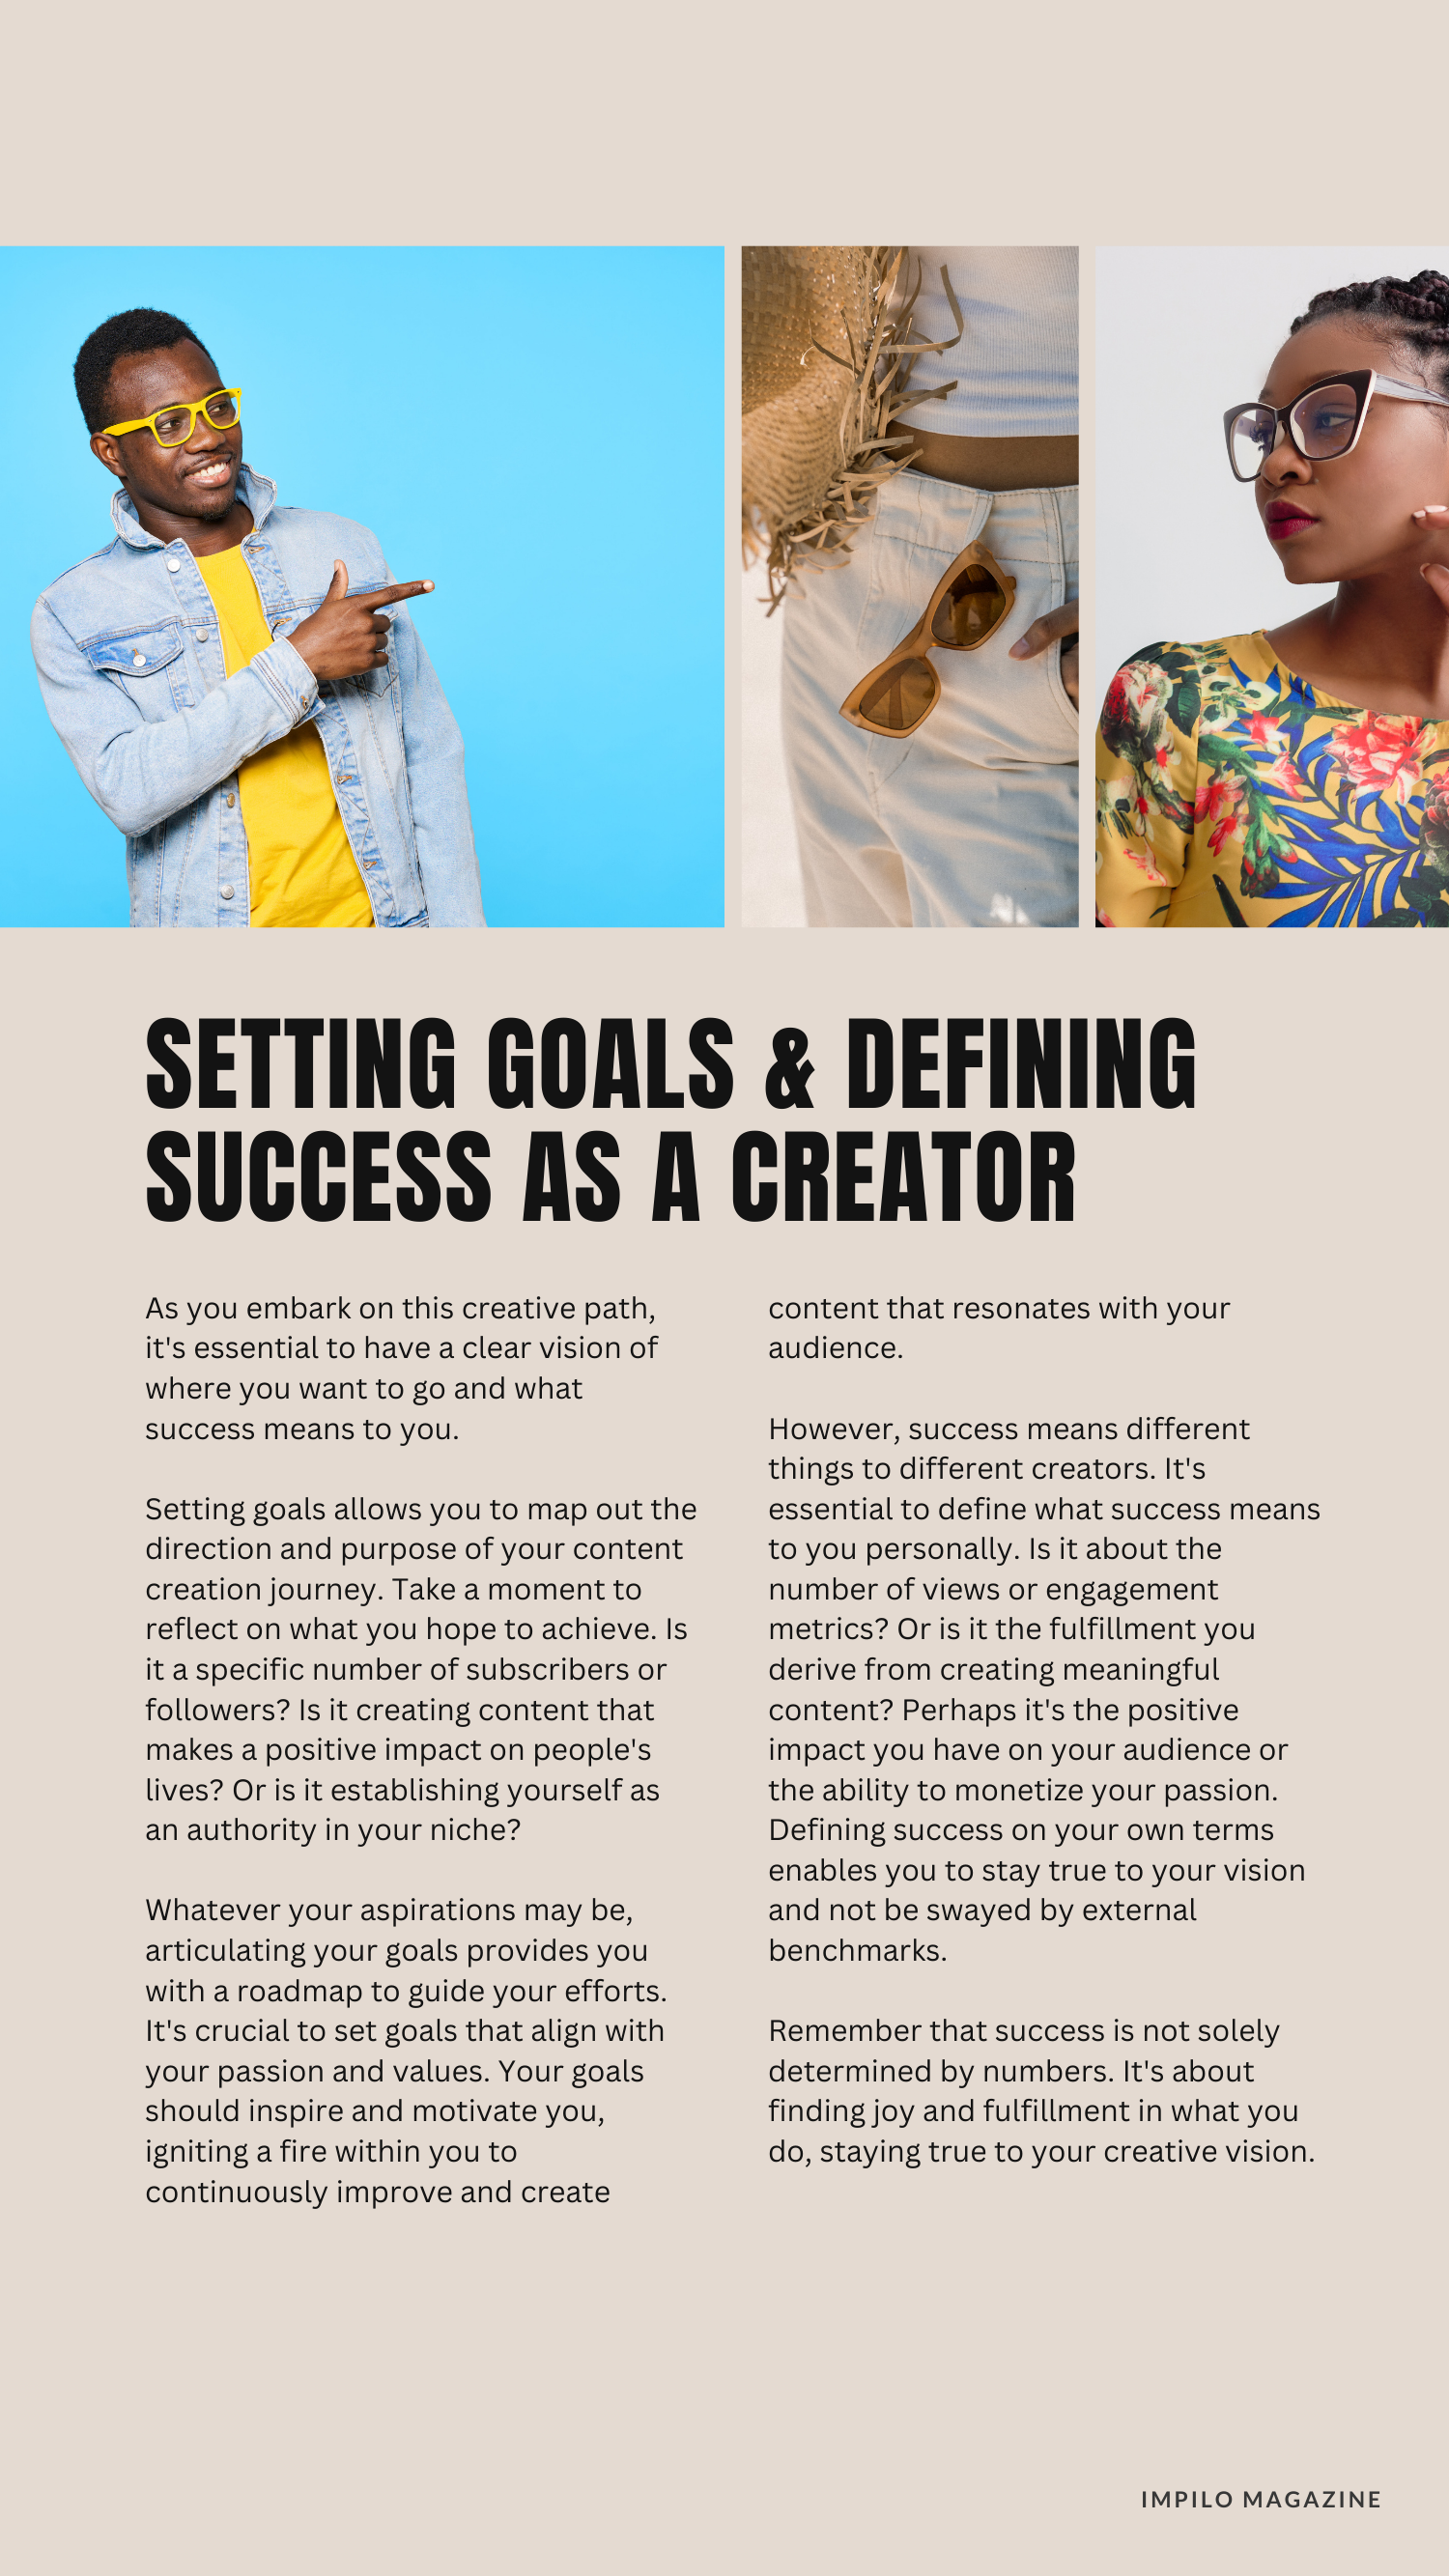 SETTING GOALS & DEFINING
SUCCESS AS A CREATOR
As you embark on this creative path,
it's essential to have a clear vision of
where you want to go and what
success means to you.
Setting goals allows you to map out the
direction and purpose of your content
creation journey. Take a moment to
reflect on what you hope to achieve. Is
it a specific number of subscribers or
followers? Is it creating content that
makes a positive impact on people's
lives? Or is it establishing yourself as
an authority in your niche?
Whatever your aspirations may be,
articulating your goals provides you
with a roadmap to guide your efforts.
It's crucial to set goals that align with
your passion and values. Your goals
should inspire and motivate you,
igniting a fire within you to
continuously improve and create
content that resonates with your
audience.
However, success means different
things to different creators. It's
essential to define what success means
to you personally. Is it about the
number of views or engagement
metrics? Or is it the fulfillment you
derive from creating meaningful
content? Perhaps it's the positive
impact you have on your audience or
the ability to monetize your passion.
Defining success on your own terms
enables you to stay true to your vision
and not be swayed by external
benchmarks.
Remember that success is not solely
determined by numbers. It's about
finding joy and fulfillment in what you
do, staying true to your creative vision.
IMPILO MAGAZINE